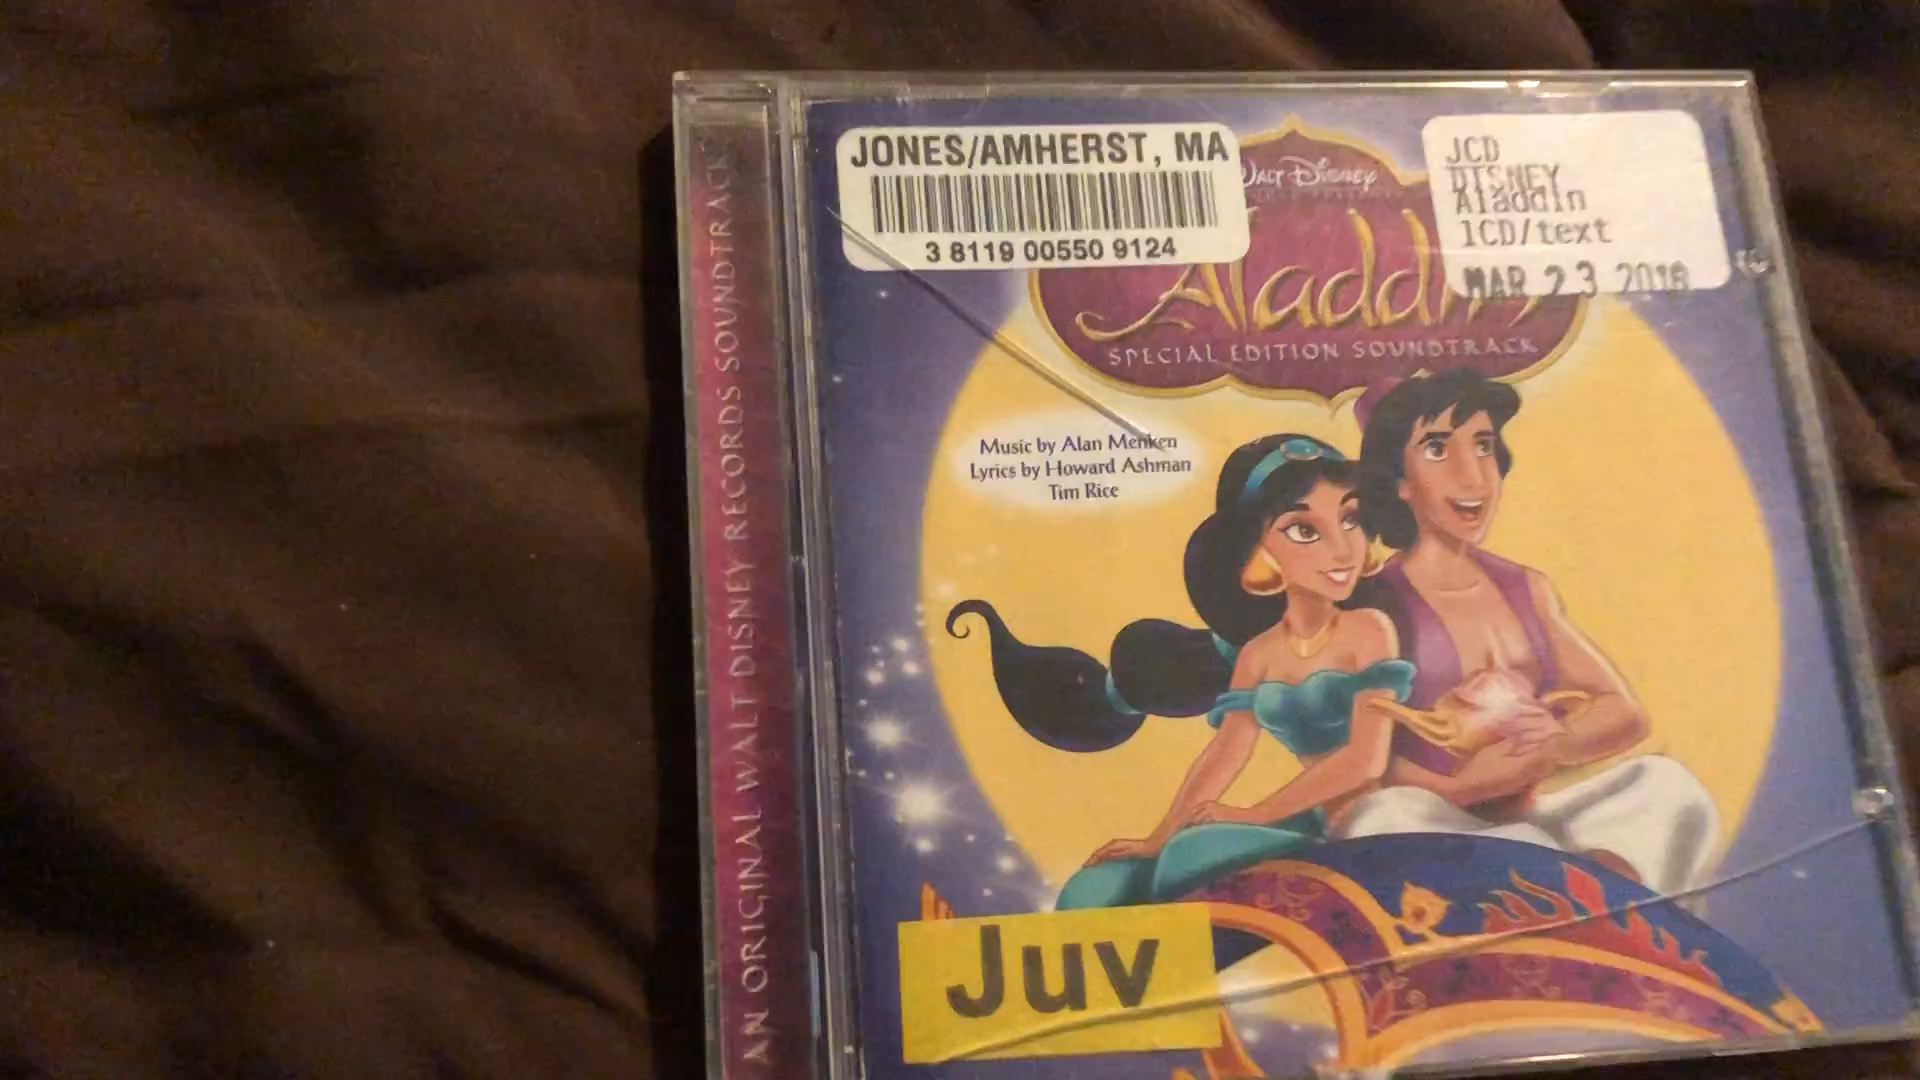 JONES/AMHERST, MA
3 8119 00550 9124
JCD
DISNEY
Aladdin
1CD/text
MAR 23
WALT DISNEY
Aladdin
SPECIAL EDITION SOUNDTRACK
Music by Alan Menken
Lyrics by Howard Ashman
Tim Rice
Juv
AN ORIGINAL WALT DISNEY RECORDS SOUNDTRACK